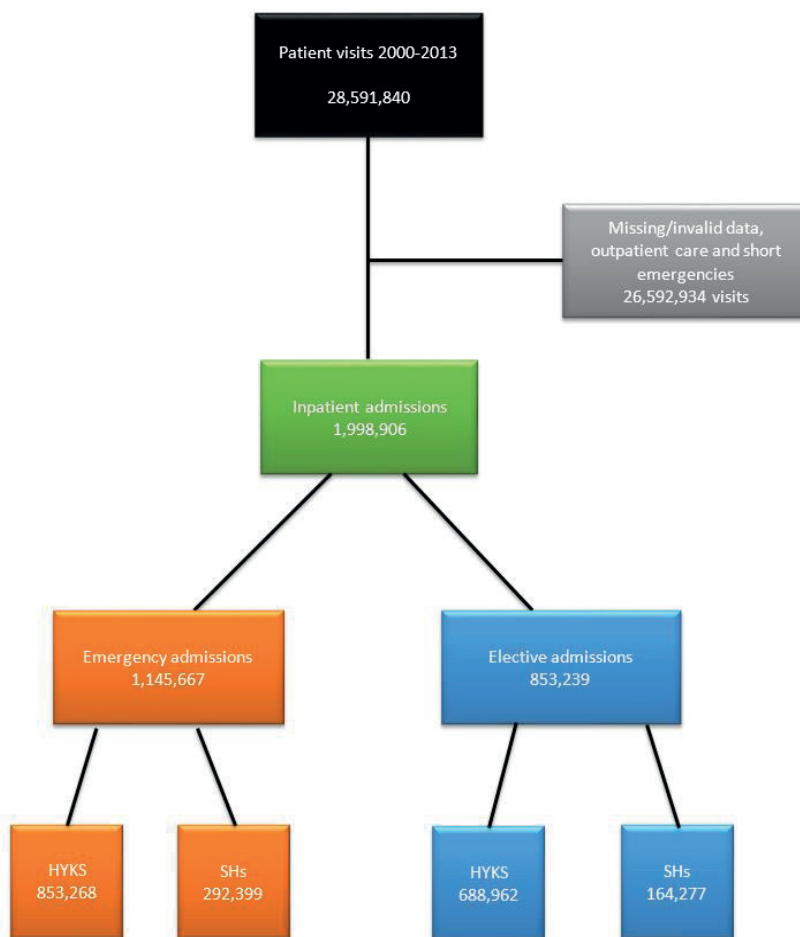 Patient visits 2000-2013
28,591,840
Missing/invalid data,
outpatient care and short
emergencies
26,592,934 visits
Inpatient admissions
1,998,906
Emergency admissions
1,145,667
Elective admissions
853,239
HYKS
853,268
SHs
292,399
HYKS
688,962
SHs
164,277